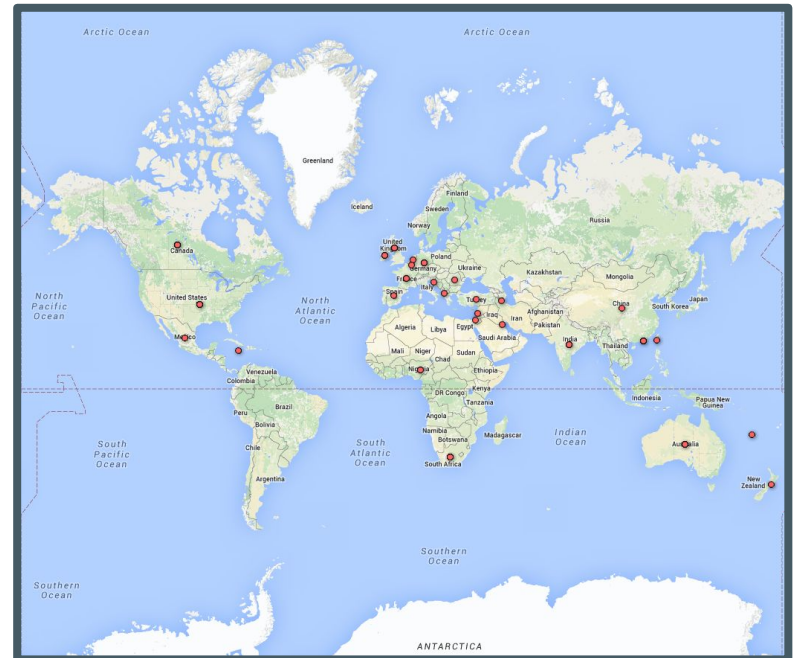 Arctic Ocean
Arctic Ocean
Greenland
Iceland
Finland
Sweden
Norway
Russia
Canada
United
Kingdom
Poland
Germany
Ukraine
Kazakhstan
Mongolia
France
Italy
Spain
Turkey
North
Pacific
Ocean
United States
North
Atlantic
Ocean
China
South Korea
Japan
Iraq
Iran
Afghanistan
Pakistan
Algeria
Libya
Egypt
Saudi Arabia
Mexico
India
Thailand
Mali
Niger
Chad
Sudan
Nigeria
Ethiopia
Venezuela
Colombia
Kenya
DR Congo
Tanzania
Indonesia
Papua New
Guinea
Peru
Brazil
Bolivia
Angola
Namibia
Botswana
Madagascar
Indian
Ocean
South
Pacific
Ocean
Chile
South
Atlantic
Ocean
South Africa
Australia
Argentina
New
Zealand
Southern
Ocean
Southern
Ocean
ANTARCTICA